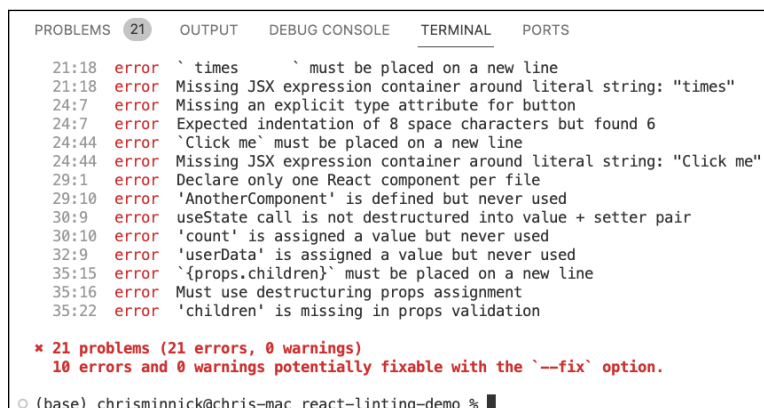 PROBLEMS 21 OUTPUT DEBUG CONSOLE TERMINAL PORTS
21:18 error ` times      ` must be placed on a new line
21:18 error Missing JSX expression container around literal string: "times"
24:7 error Missing an explicit type attribute for button
24:7 error Expected indentation of 8 space characters but found 6
24:44 error `Click me` must be placed on a new line
24:44 error Missing JSX expression container around literal string: "Click me"
29:1 error Declare only one React component per file
29:10 error 'AnotherComponent' is defined but never used
30:9 error useState call is not destructured into value + setter pair
30:10 error 'count' is assigned a value but never used
32:9 error 'userData' is assigned a value but never used
35:15 error `{props.children}` must be placed on a new line
35:16 error Must use destructuring props assignment
35:22 error 'children' is missing in props validation
✖ 21 problems (21 errors, 0 warnings)
10 errors and 0 warnings potentially fixable with the `--fix` option.
(base) chrisminnick@chris-mac react-linting-demo %